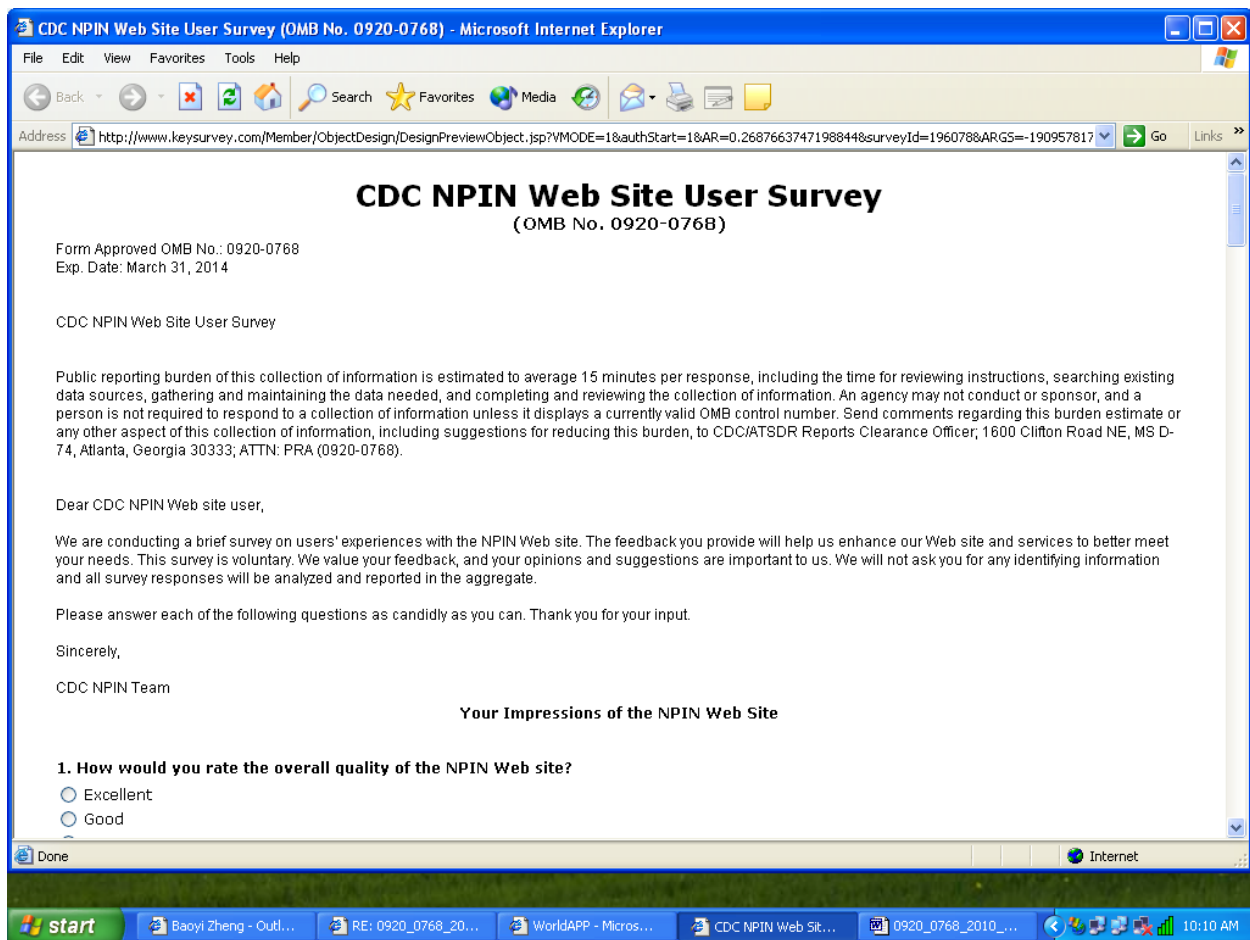 CDC NPIN Web Site User Survey (OMB No. 0920-0768) - Microsoft Internet Explorer
File Edit View Favorites Tools Help
Back Search Favorites Media
Address http://www.keysurvey.com/Member/ObjectDesign/DesignPreviewObject.jsp?VMODE=1&authStart=1&AR=0.2687663747198844&surveyId=196078&ARGS=-190957817 Go Links »
CDC NPIN Web Site User Survey
(OMB No. 0920-0768)
Form Approved OMB No.: 0920-0768
Exp. Date: March 31, 2014
CDC NPIN Web Site User Survey
Public reporting burden of this collection of information is estimated to average 15 minutes per response, including the time for reviewing instructions, searching existing
data sources, gathering and maintaining the data needed, and completing and reviewing the collection of information. An agency may not conduct or sponsor, and a
person is not required to respond to a collection of information unless it displays a currently valid OMB control number. Send comments regarding this burden estimate or
any other aspect of this collection of information, including suggestions for reducing this burden, to CDC/ATSDR Reports Clearance Officer; 1600 Clifton Road NE, MS D-
74, Atlanta, Georgia 30333; ATTN: PRA (0920-0768).
Dear CDC NPIN Web site user,
We are conducting a brief survey on users' experiences with the NPIN Web site. The feedback you provide will help us enhance our Web site and services to better meet
your needs. This survey is voluntary. We value your feedback, and your opinions and suggestions are important to us. We will not ask you for any identifying information
and all survey responses will be analyzed and reported in the aggregate.
Please answer each of the following questions as candidly as you can. Thank you for your input.
Sincerely,
CDC NPIN Team
Your Impressions of the NPIN Web Site
1. How would you rate the overall quality of the NPIN Web site?
Excellent
Good
Done Internet
start Baoyi Zheng - Outl... RE: 0920_0768_20... WorldAPP - Micros... CDC NPIN Web Sit... 0920_0768_2010_... 10:10 AM